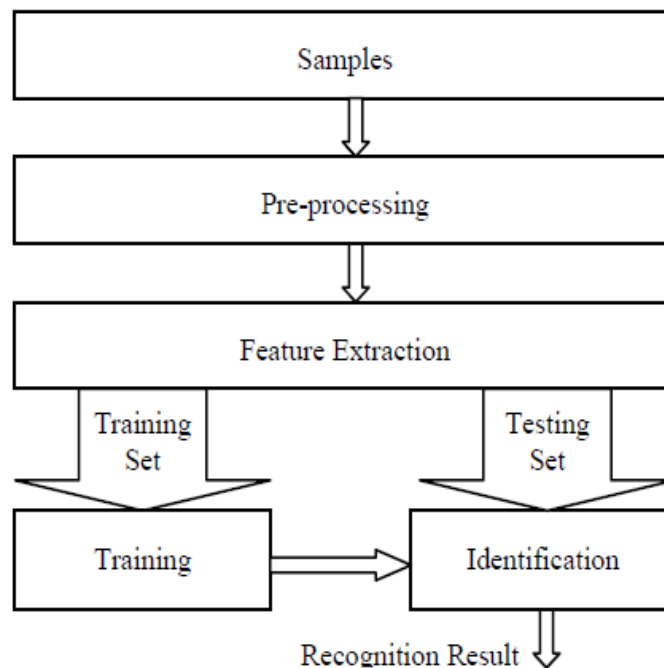 Samples
Pre-processing
Feature Extraction
Training
Set
Testing
Set
Training
Identification
Recognition Result